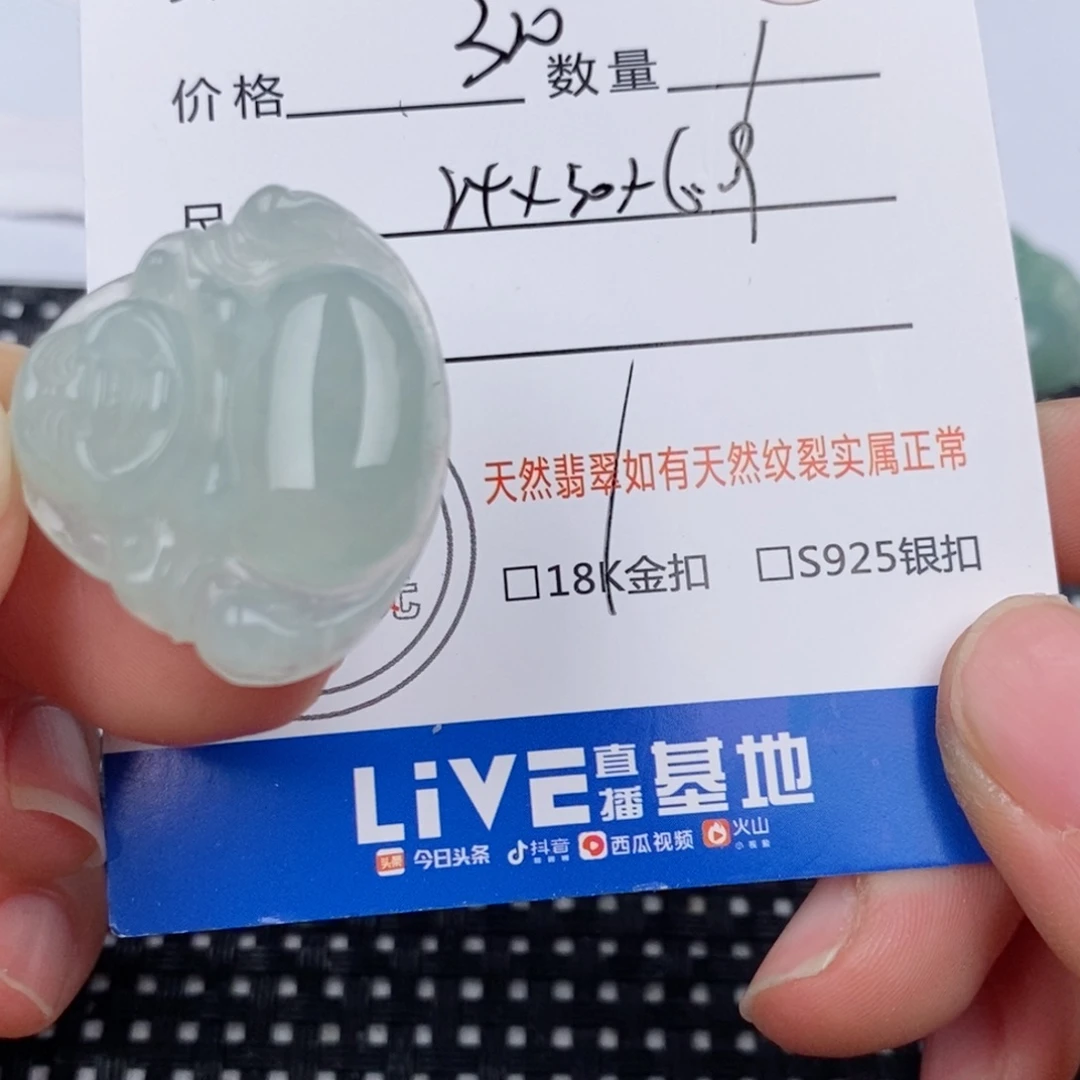 价格 310 数量
天然翡翠如有天然纹裂实属正常
□18K金扣 □S925银扣
LiVE直播基地
头条 今日头条 抖音 西瓜视频 火山